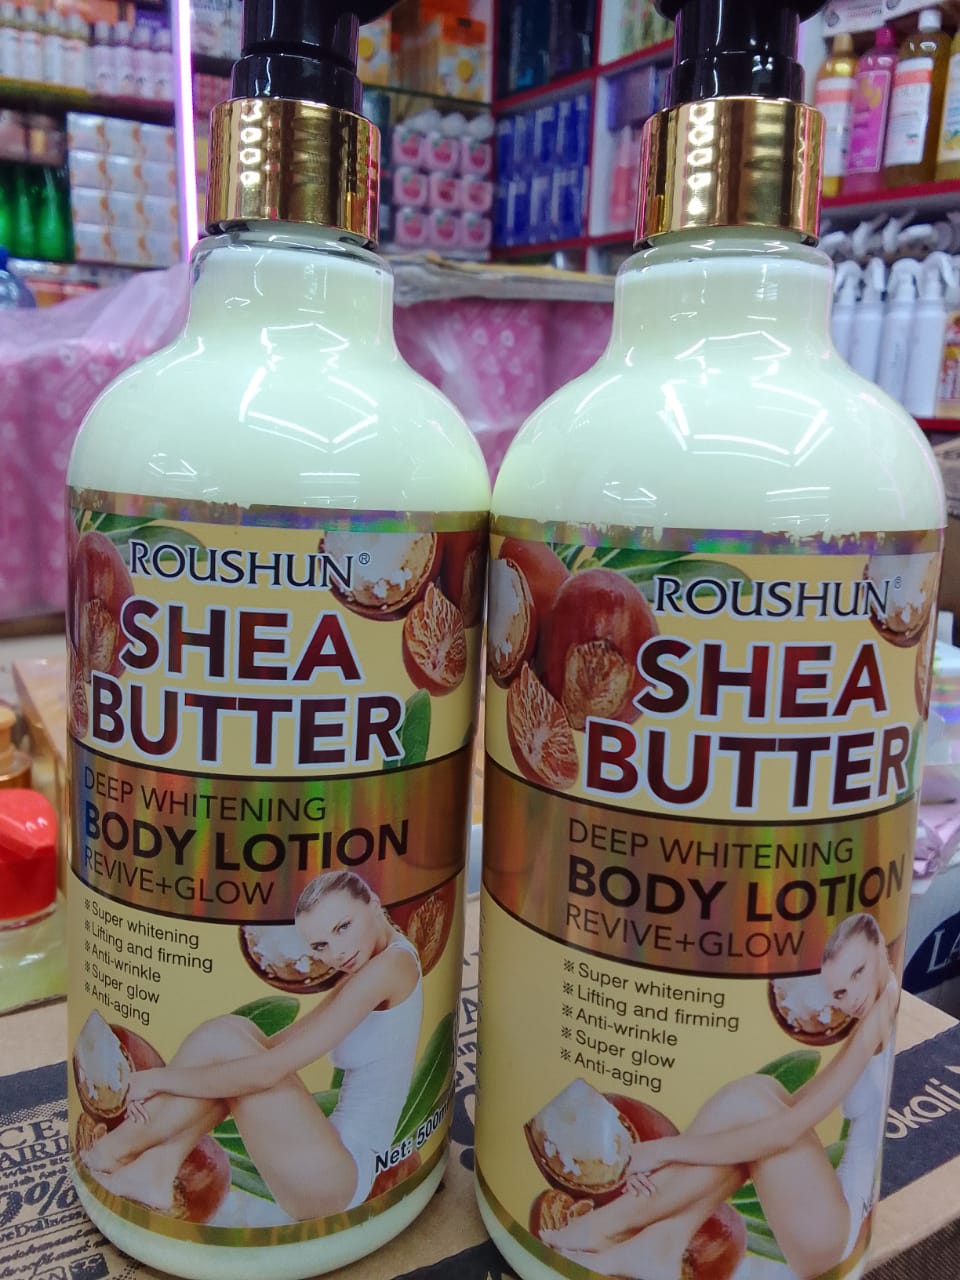 ROUSHUN®
SHEA
BUTTER
DEEP WHITENING
BODY LOTION
REVIVE+GLOW
※Super whitening
※Lifting and firming
※Anti-wrinkle
※Super glow
※Anti-aging
Net: 500m
ROUSHUN®
SHEA
BUTTER
DEEP WHITENING
BODY LOTION
REVIVE+GLOW
※Super whitening
※Lifting and firming
※Anti-wrinkle
※Super glow
※Anti-aging